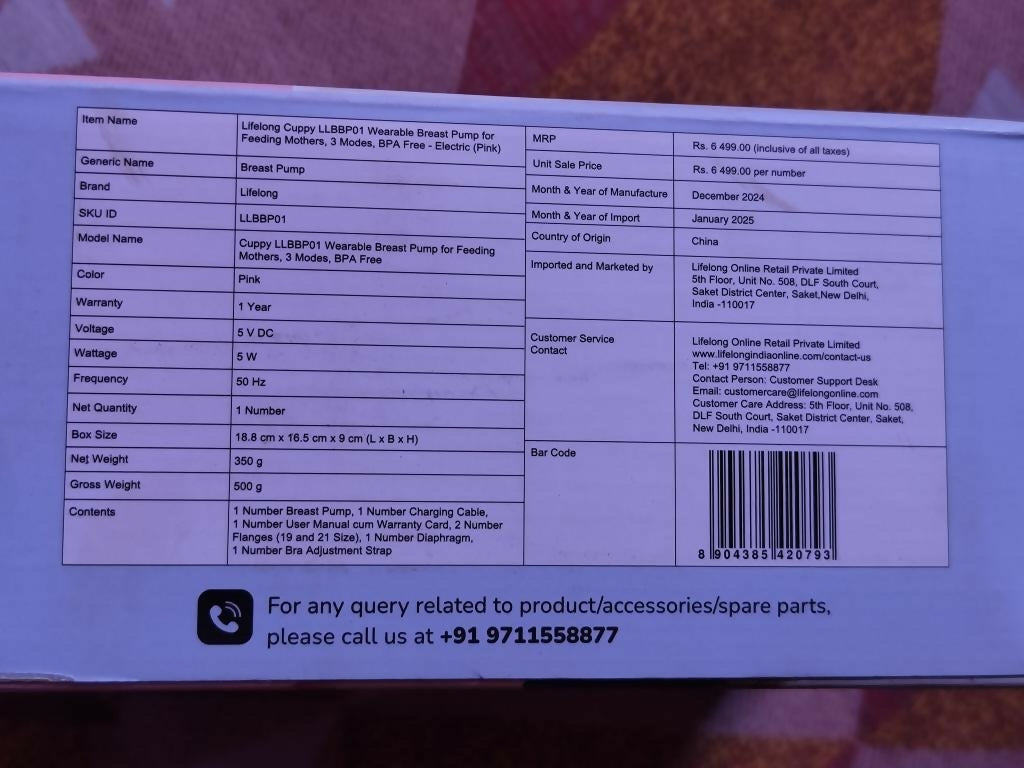 Item Name
Lifelong Cuppy LLBBP01 Wearable Breast Pump for
Feeding Mothers, 3 Modes, BPA Free - Electric (Pink)
Generic Name
Breast Pump
Brand
Lifelong
SKU ID
LLBBP01
Model Name
Cuppy LLBBP01 Wearable Breast Pump for Feeding
Mothers, 3 Modes, BPA Free
Color
Pink
Warranty
1 Year
Voltage
5 V DC
Wattage
5 W
Frequency
50 Hz
Net Quantity
1 Number
Box Size
18.8 cm x 16.5 cm x 9 cm (L x B x H)
Net Weight
350 g
Gross Weight
500 g
Contents
1 Number Breast Pump, 1 Number Charging Cable,
1 Number User Manual cum Warranty Card, 2 Number
Flanges (19 and 21 Size), 1 Number Diaphragm,
1 Number Bra Adjustment Strap
MRP
Rs. 6 499.00 (inclusive of all taxes)
Unit Sale Price
Rs. 6 499.00 per number
Month & Year of Manufacture
December 2024
Month & Year of Import
January 2025
Country of Origin
China
Imported and Marketed by
Lifelong Online Retail Private Limited
5th Floor, Unit No. 508, DLF South Court,
Saket District Center, Saket,New Delhi,
India -110017
Customer Service
Contact
Lifelong Online Retail Private Limited
www.lifelongindiaonline.com/contact-us
Tel: +91 9711558877
Contact Person: Customer Support Desk
Email: customercare@lifelongonline.com
Customer Care Address: 5th Floor, Unit No. 508,
DLF South Court, Saket District Center, Saket,
New Delhi, India -110017
Bar Code
8 904385 420793
For any query related to product/accessories/spare parts,
please call us at +91 9711558877